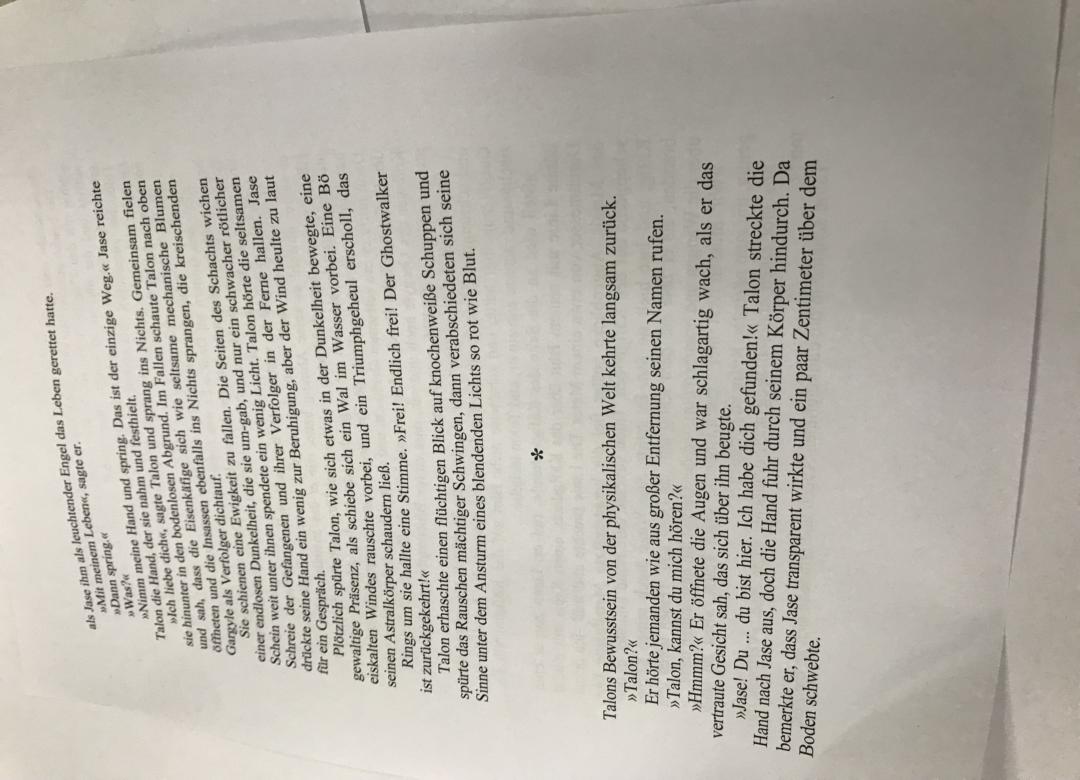 als Jase ihm als leuchtender Engel das Leben gerettet hatte.
»Mit meinem Leben«, sagte er.
»Dann spring.«
»Was?«
»Nimm meine Hand und spring. Das ist der einzige Weg.« Jase reichte
Talon die Hand, der sie nahm und festhielt.
»Ich liebe dich«, sagte Talon und sprang ins Nichts. Gemeinsam fielen
sie hinunter in den bodenlosen Abgrund. Im Fallen schaute Talon nach oben
und sah, dass die Eisenkäfige sich wie seltsame mechanische Blumen
öffneten und die Insassen ebenfalls ins Nichts sprangen, die kreischenden
Gargyle als Verfolger dichtauf.
Sie schienen eine Ewigkeit zu fallen. Die Seiten des Schachts wichen
einer endlosen Dunkelheit, die sie um-gab, und nur ein schwacher rötlicher
Schein weit unter ihnen spendete ein wenig Licht. Talon hörte die seltsamen
Schreie der Gefangenen und ihrer Verfolger in der Ferne hallen. Jase
drückte seine Hand ein wenig zur Beruhigung, aber der Wind heulte zu laut
für ein Gespräch.
Plötzlich spürte Talon, wie sich etwas in der Dunkelheit bewegte, eine
gewaltige Präsenz, als schiebe sich ein Wal im Wasser vorbei. Eine Bö
eiskalten Windes rauschte vorbei, und ein Triumphgeheul erscholl, das
seinen Astralkörper schaudern ließ.
Rings um sie hallte eine Stimme. »Frei! Endlich frei! Der Ghostwalker
ist zurückgekehrt!«
Talon erhaschte einen flüchtigen Blick auf knochenweiße Schuppen und
spürte das Rauschen mächtiger Schwingen, dann verabschiedeten sich seine
Sinne unter dem Ansturm eines blendenden Lichts so rot wie Blut.
*
Talons Bewusstsein von der physikalischen Welt kehrte langsam zurück.
»Talon?«
Er hörte jemanden wie aus großer Entfernung seinen Namen rufen.
»Talon, kannst du mich hören?«
»Hmmm?« Er öffnete die Augen und war schlagartig wach, als er das
vertraute Gesicht sah, das sich über ihn beugte.
»Jase! Du ... du bist hier. Ich habe dich gefunden!« Talon streckte die
Hand nach Jase aus, doch die Hand fuhr durch seinem Körper hindurch. Da
bemerkte er, dass Jase transparent wirkte und ein paar Zentimeter über dem
Boden schwebte.